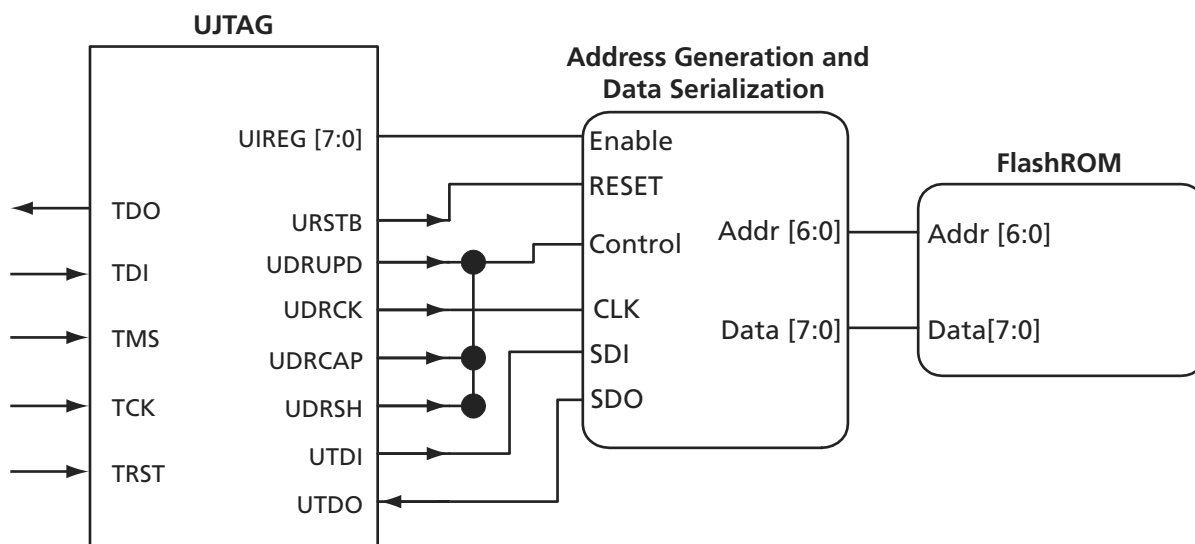 UJTAG
Address Generation and
Data Serialization
FlashROM
UIREG [7:0]
URSTB
UDRUPD
UDRCK
UDRCAP
UDRSH
UTDI
UTDO
TDO
TDI
TMS
TCK
TRST
Enable
RESET
Control
CLK
SDI
SDO
Addr [6:0]
Data [7:0]
Addr [6:0]
Data[7:0]